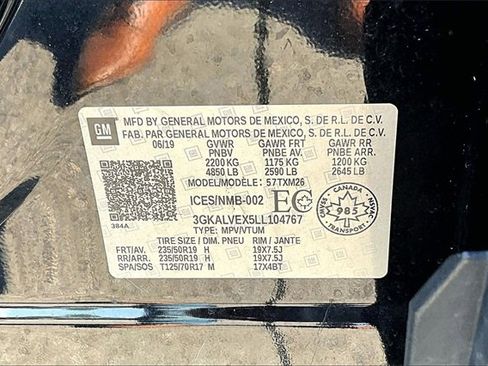 GM
MFD BY GENERAL MOTORS DE MEXICO, S. DE R.L. DE C.V.
FAB. PAR GENERAL MOTORS DE MEXICO, S. DE R.L. DE C.V.
06/19 GVWR GAWR FRT GAWR RR
PNBV PNBE AV. PNBE ARR.
2200 KG 1175 KG 1200 KG
4850 LB 2590 LB 2645 LB
MODEL/MODÈLE: 57TXM26
ICES/NMB-002 EC
3GKALVEX5LL104767
384A TYPE: MPV/VTUM
CANADA
985
TRANSPORT
TIRE SIZE / DIM. PNEU RIM / JANTE
FRT/AV. 235/50R19 H 19X7.5J
RR/ARR. 235/50R19 H 19X7.5J
SPA/SOS T125/70R17 M 17X4BT